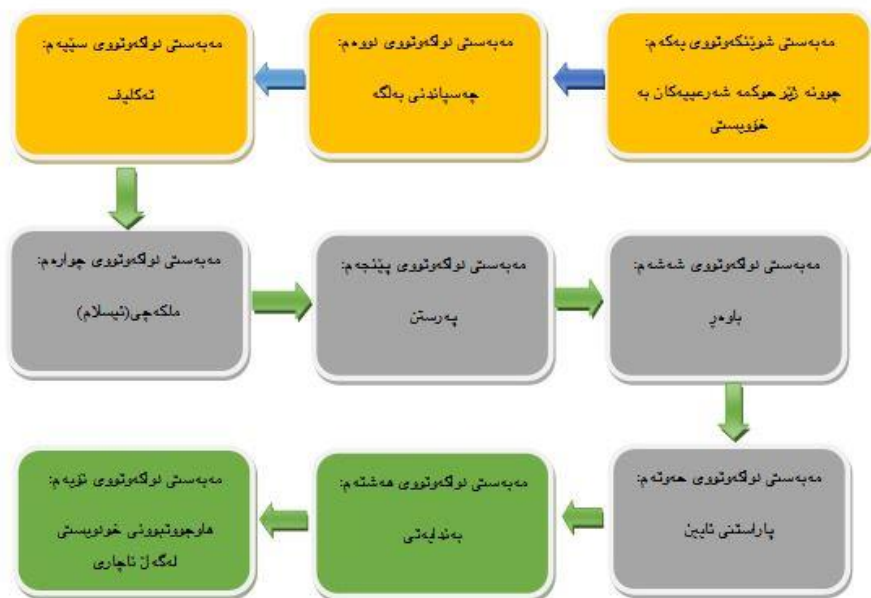 مەبەستی شوێنکەوتووی یەکەم:
چوونە ژێر حوکمە شەرعییەکان بە
خۆویستی
مەبەستی دواکەوتووی دووەم:
چەسپاندنی بەڵگە
مەبەستی دواکەوتووی سێیەم:
تەکلیف
مەبەستی دواکەوتووی چوارەم:
ملکەچی(ئیسلام)
مەبەستی دواکەوتووی پێنجەم:
پەرستن
مەبەستی دواکەوتووی شەشەم:
باوەڕ
مەبەستی دواکەوتووی حەوتەم:
پاراستنی ئایین
مەبەستی دواکەوتووی هەشتەم:
بەندایەتی
مەبەستی دواکەوتووی نۆیەم:
هاوجووتبوونی خۆویستی
لەگەڵ ناچاری